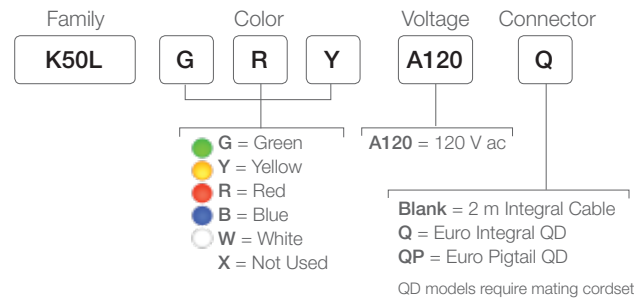 Family Color Voltage Connector
K50L G R Y A120 Q
G = Green
Y = Yellow
R = Red
B = Blue
W = White
X = Not Used
A120 = 120 V ac
Blank = 2 m Integral Cable
Q = Euro Integral QD
QP = Euro Pigtail QD
QD models require mating cordset